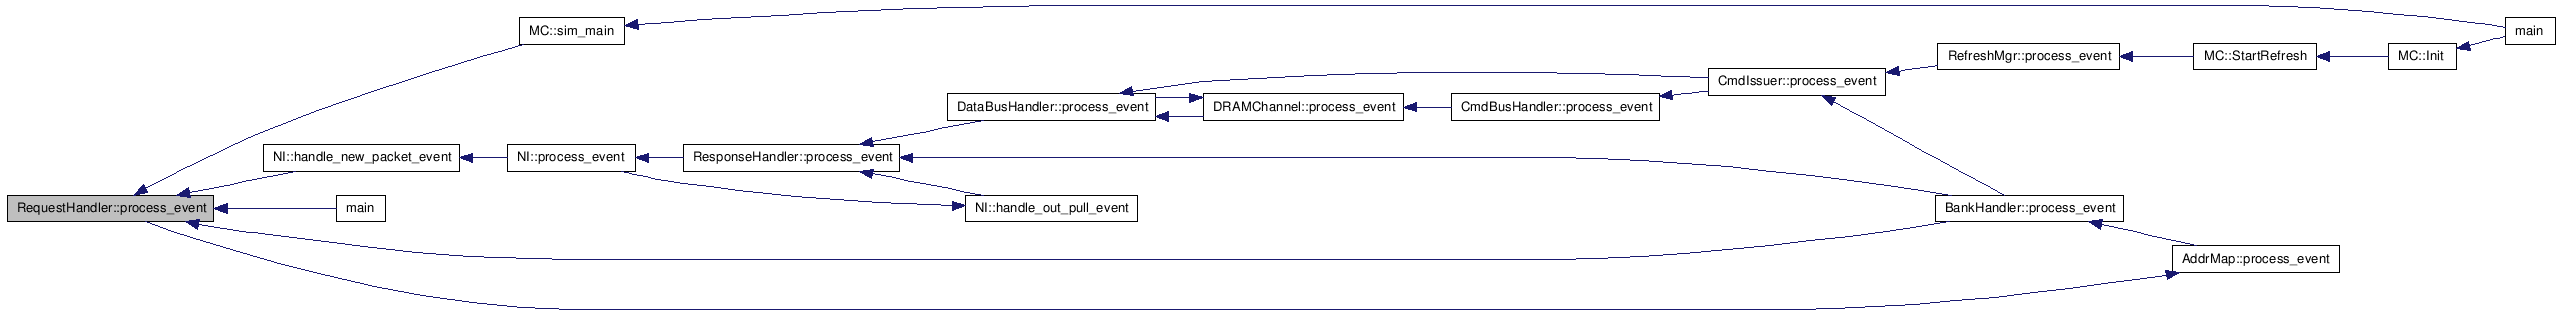 MC::sim_main
main
RefreshMgr::process_event
MC::StartRefresh
MC::Init
CmdIssuer::process_event
DataBusHandler::process_event
DRAMChannel::process_event
CmdBusHandler::process_event
NI::handle_new_packet_event
NI::process_event
ResponseHandler::process_event
RequestHandler::process_event
main
NI::handle_out_pull_event
BankHandler::process_event
AddrMap::process_event